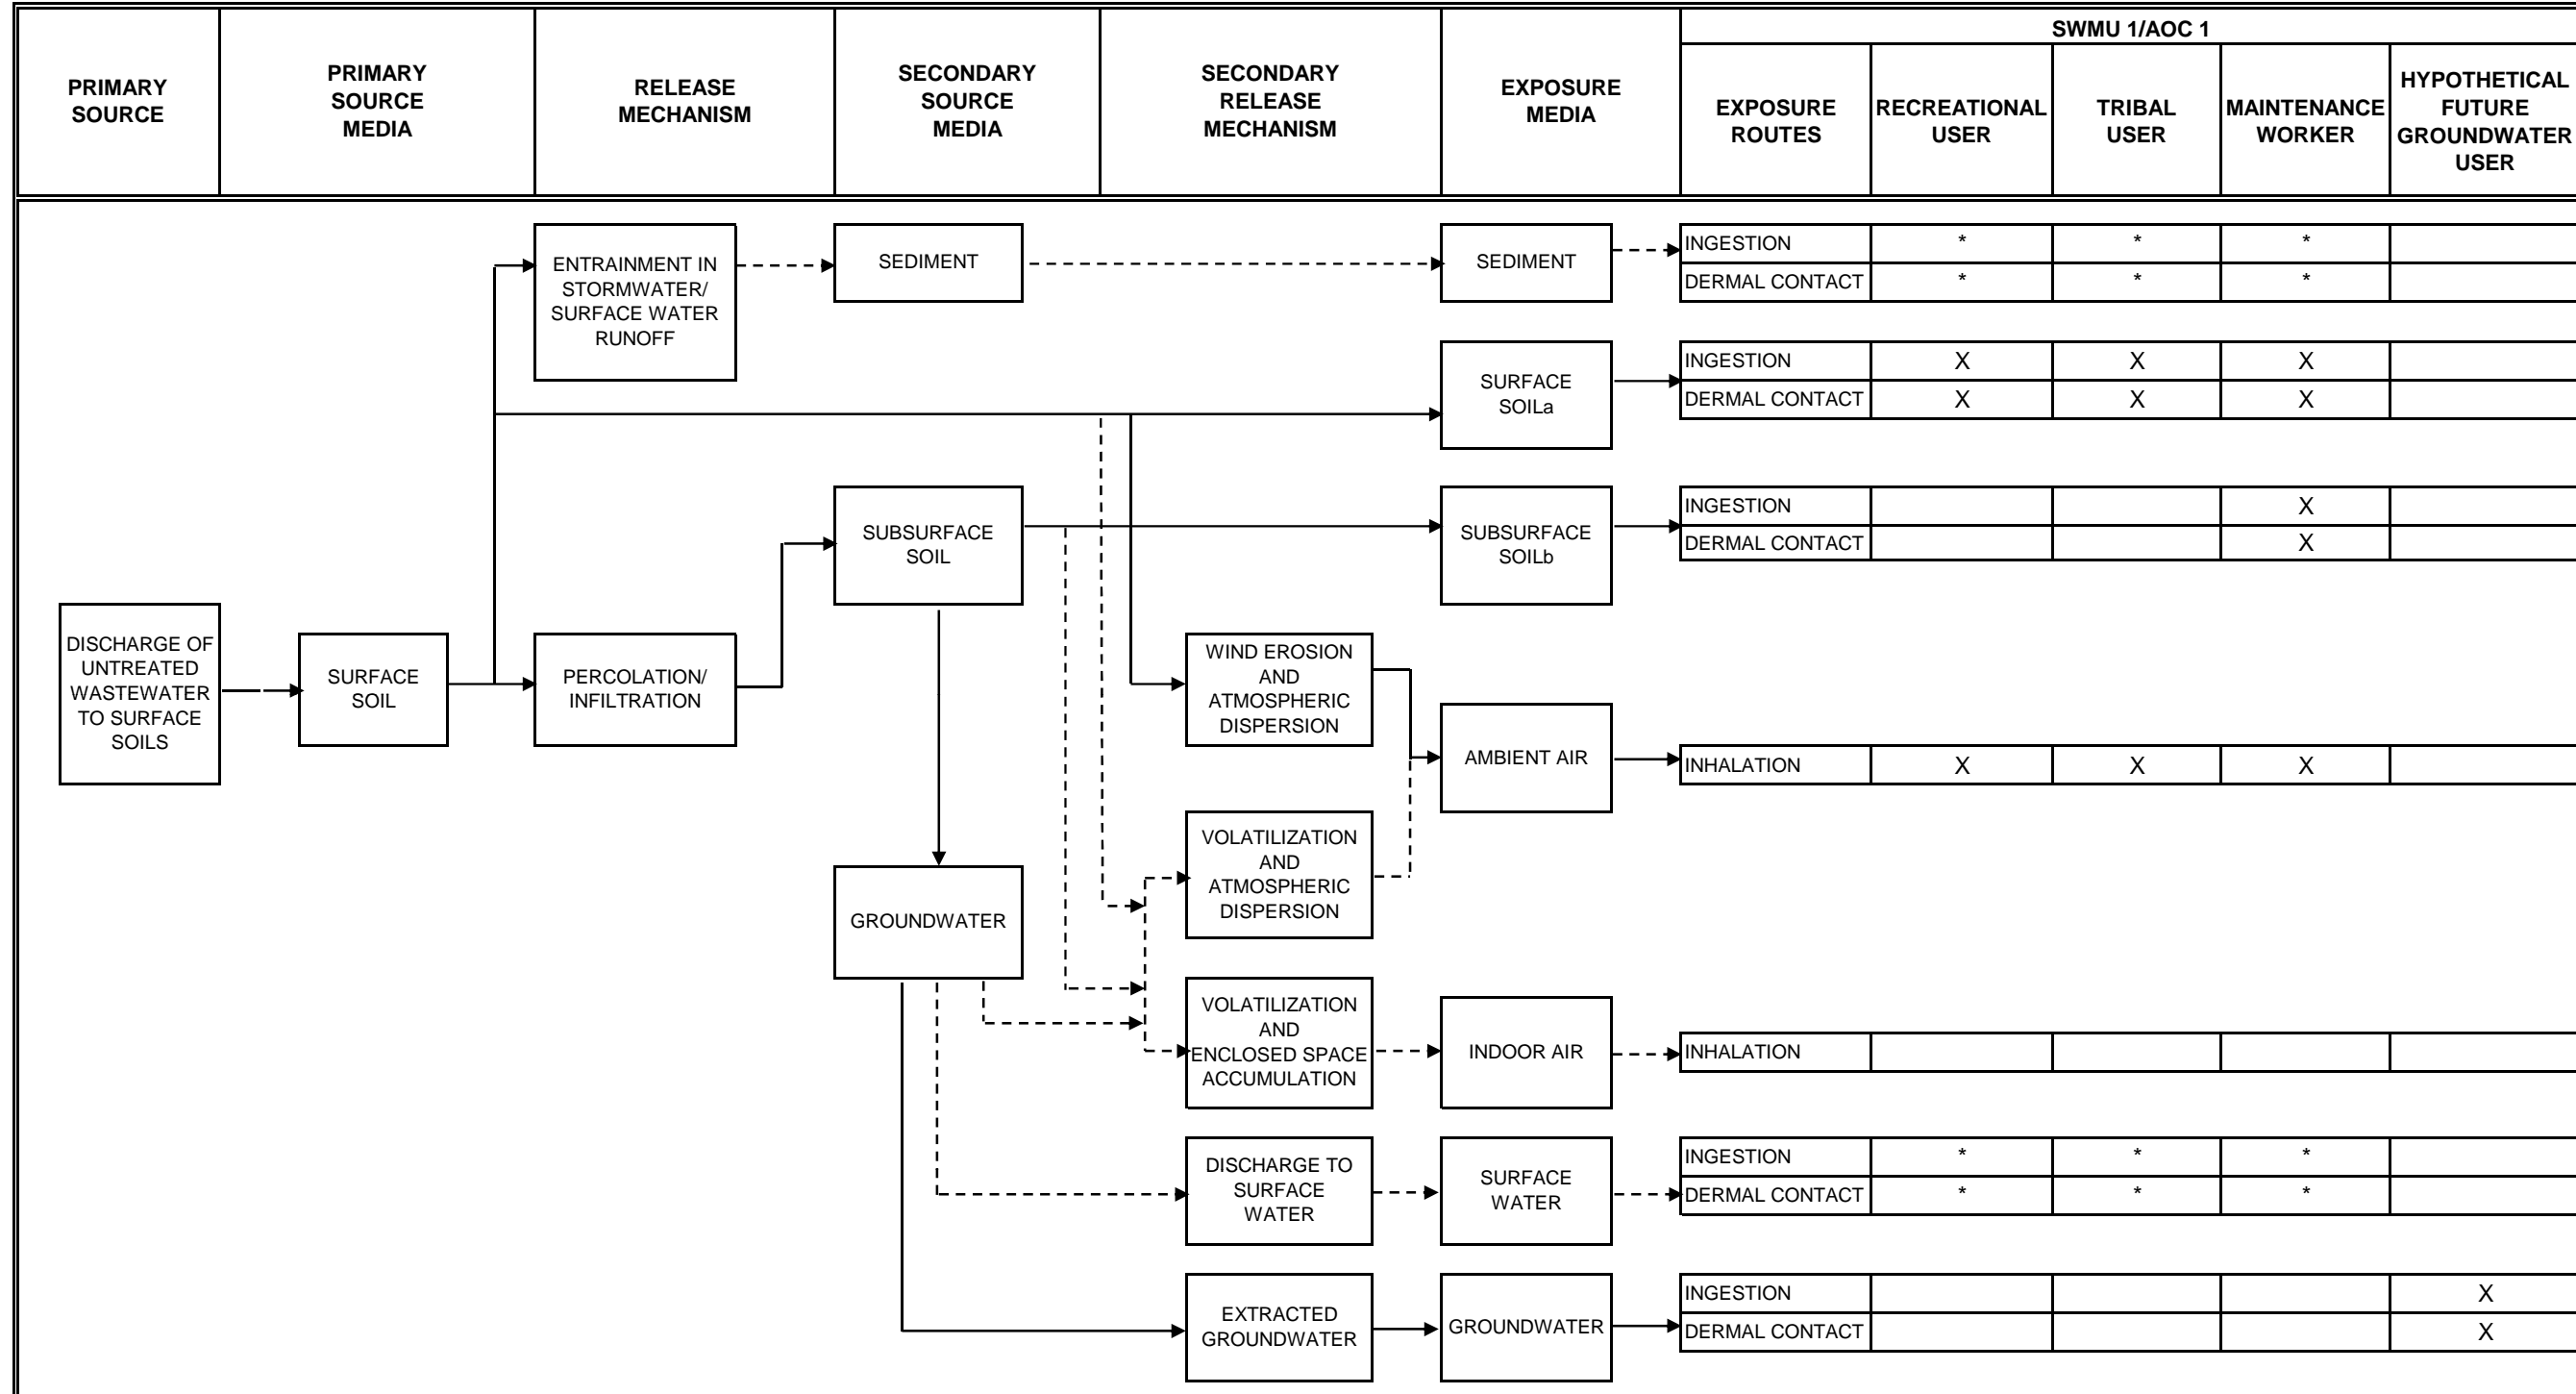 SWMU 1/AOC 1
PRIMARY
SOURCE
PRIMARY
SOURCE
MEDIA
RELEASE
MECHANISM
SECONDARY
SOURCE
MEDIA
SECONDARY
RELEASE
MECHANISM
EXPOSURE
MEDIA
EXPOSURE
ROUTES
RECREATIONAL
USER
TRIBAL
USER
MAINTENANCE
WORKER
HYPOTHETICAL
FUTURE
GROUNDWATER
USER
ENTRAINMENT IN
STORMWATER/
SURFACE WATER
RUNOFF
SEDIMENT
SEDIMENT
INGESTION * * *
DERMAL CONTACT * * *
SURFACE
SOILa
INGESTION X X X
DERMAL CONTACT X X X
SUBSURFACE
SOIL
SUBSURFACE
SOILb
INGESTION X
DERMAL CONTACT X
DISCHARGE OF
UNTREATED
WASTEWATER
TO SURFACE
SOILS
SURFACE
SOIL
PERCOLATION/
INFILTRATION
WIND EROSION
AND
ATMOSPHERIC
DISPERSION
AMBIENT AIR
INHALATION X X X
VOLATILIZATION
AND
ATMOSPHERIC
DISPERSION
GROUNDWATER
VOLATILIZATION
AND
ENCLOSED SPACE
ACCUMULATION
INDOOR AIR
INHALATION
DISCHARGE TO
SURFACE
WATER
SURFACE
WATER
INGESTION * * *
DERMAL CONTACT * * *
EXTRACTED
GROUNDWATER
GROUNDWATER
INGESTION X
DERMAL CONTACT X